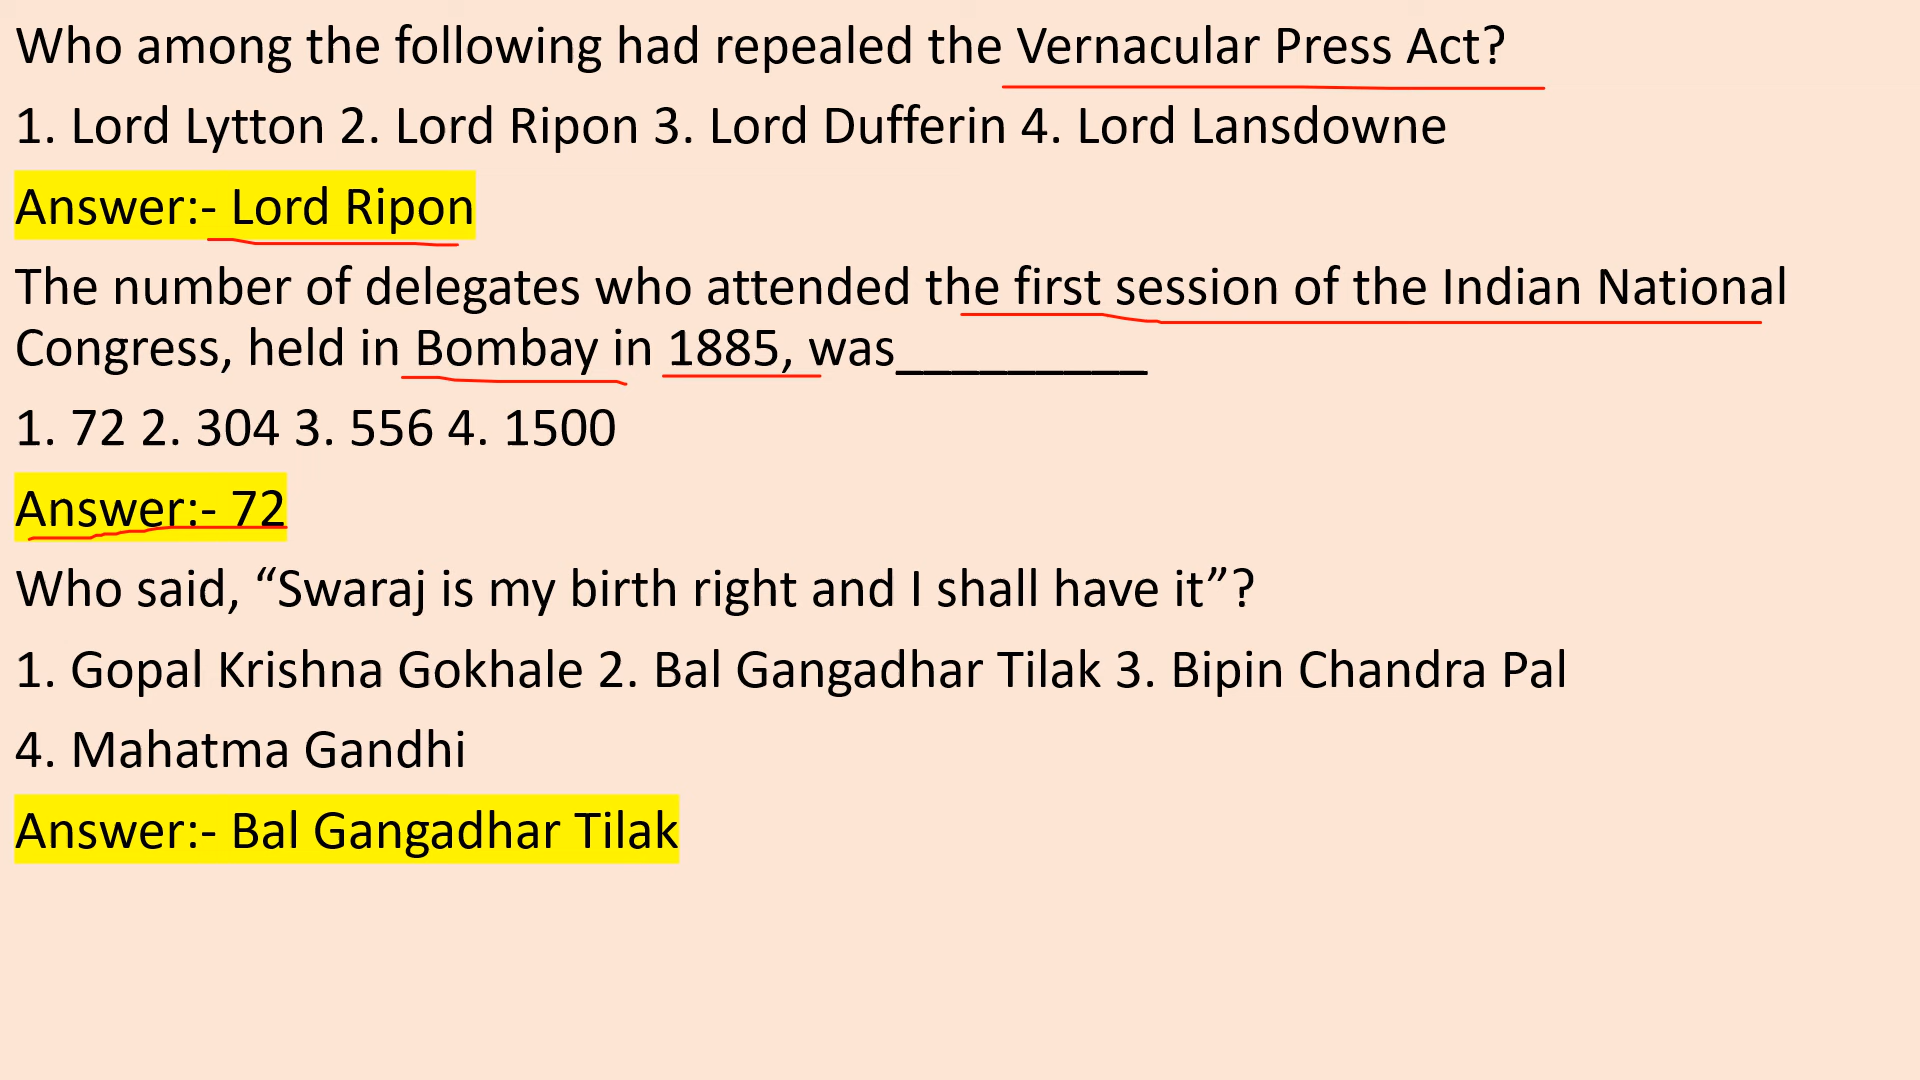 Who among the following had repealed the Vernacular Press Act?
1. Lord Lytton 2. Lord Ripon 3. Lord Dufferin 4. Lord Lansdowne
Answer:- Lord Ripon
The number of delegates who attended the first session of the Indian National
Congress, held in Bombay in 1885, was_________
1. 72 2. 304 3. 556 4. 1500
Answer:- 72
Who said, “Swaraj is my birth right and I shall have it”?
1. Gopal Krishna Gokhale 2. Bal Gangadhar Tilak 3. Bipin Chandra Pal
4. Mahatma Gandhi
Answer:- Bal Gangadhar Tilak